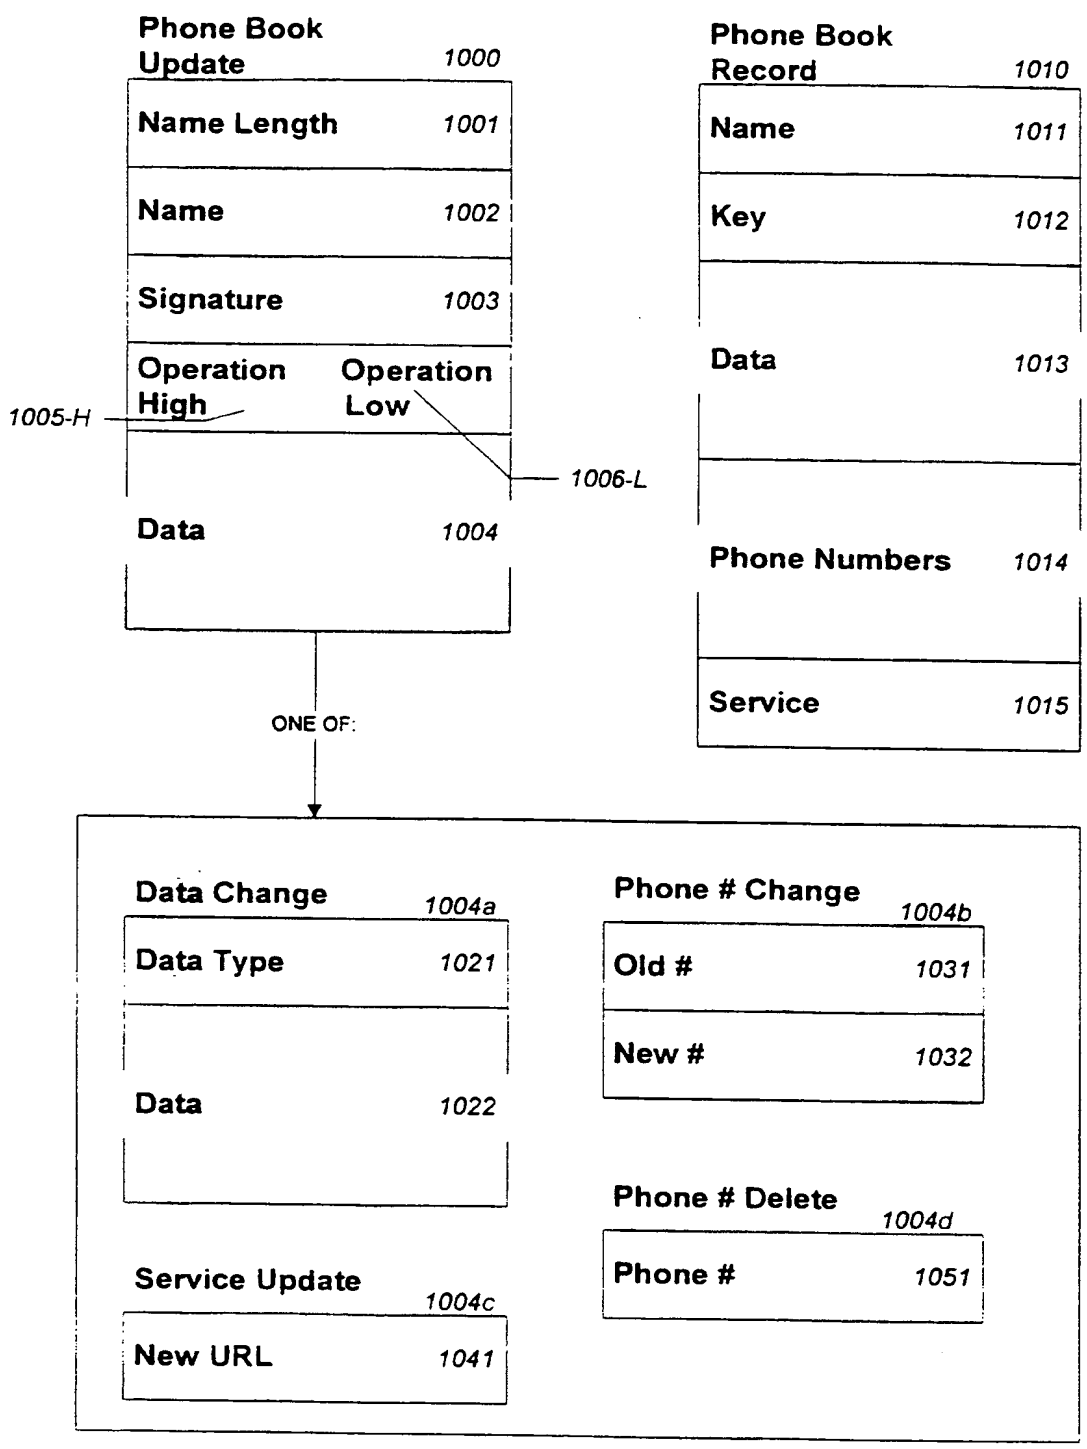 Phone Book
Update 1000
Name Length 1001
Name 1002
Signature 1003
Operation Operation
High Low
1005-H
1006-L
Data 1004
Phone Book
Record 1010
Name 1011
Key 1012
Data 1013
Phone Numbers 1014
Service 1015
ONE OF:
Data Change 1004a
Data Type 1021
Data 1022
Phone # Change 1004b
Old # 1031
New # 1032
Service Update 1004c
New URL 1041
Phone # Delete 1004d
Phone # 1051